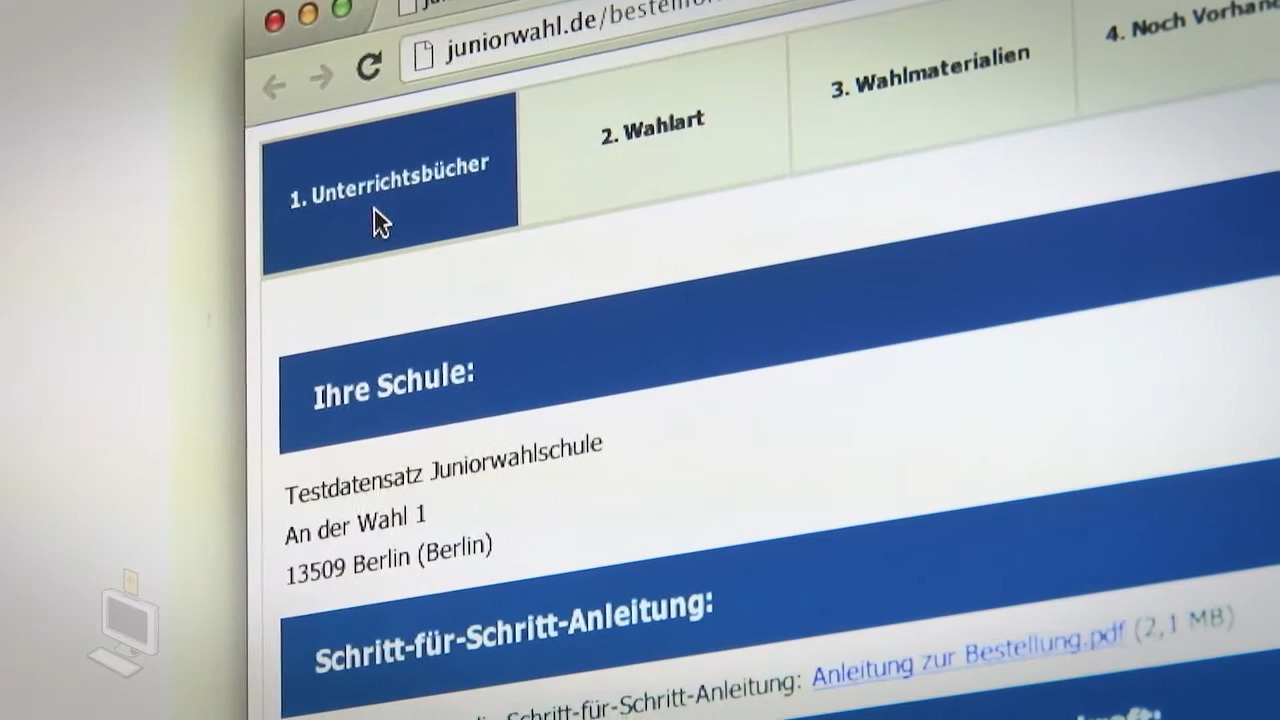 juniorwahl.de/bestellfor
1. Unterrichtsbücher
2. Wahlart
3. Wahlmaterialien
4. Noch Vorhan
Ihre Schule:
Testdatensatz Juniorwahlschule
An der Wahl 1
13509 Berlin (Berlin)
Schritt-für-Schritt-Anleitung:
Schritt-für-Schritt-Anleitung: Anleitung zur Bestellung.pdf (2,1 MB)